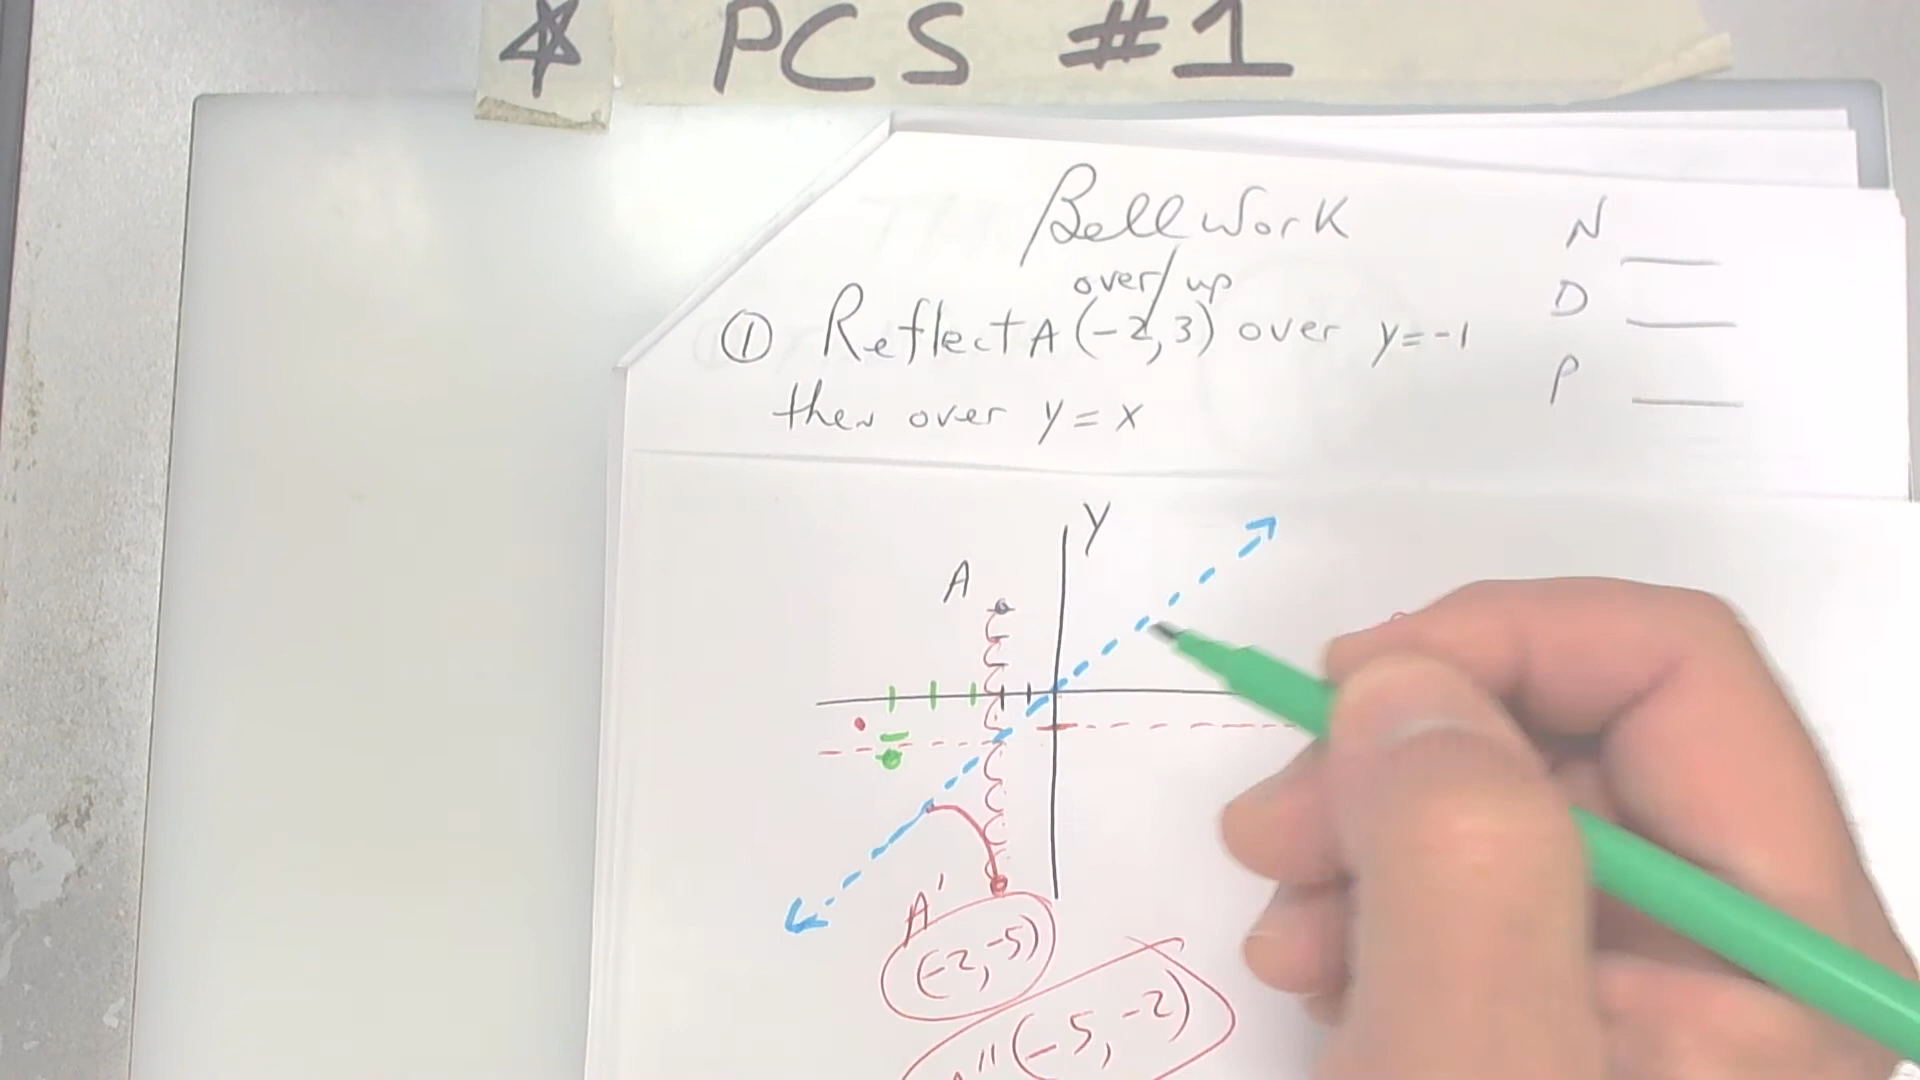 * PCS #1
Bellwork
over/up
① Reflect A (-2,3) over y=-1
then over y = x
N
D
P
y
A
A'
(-2,-5)
A" (-5,-2)